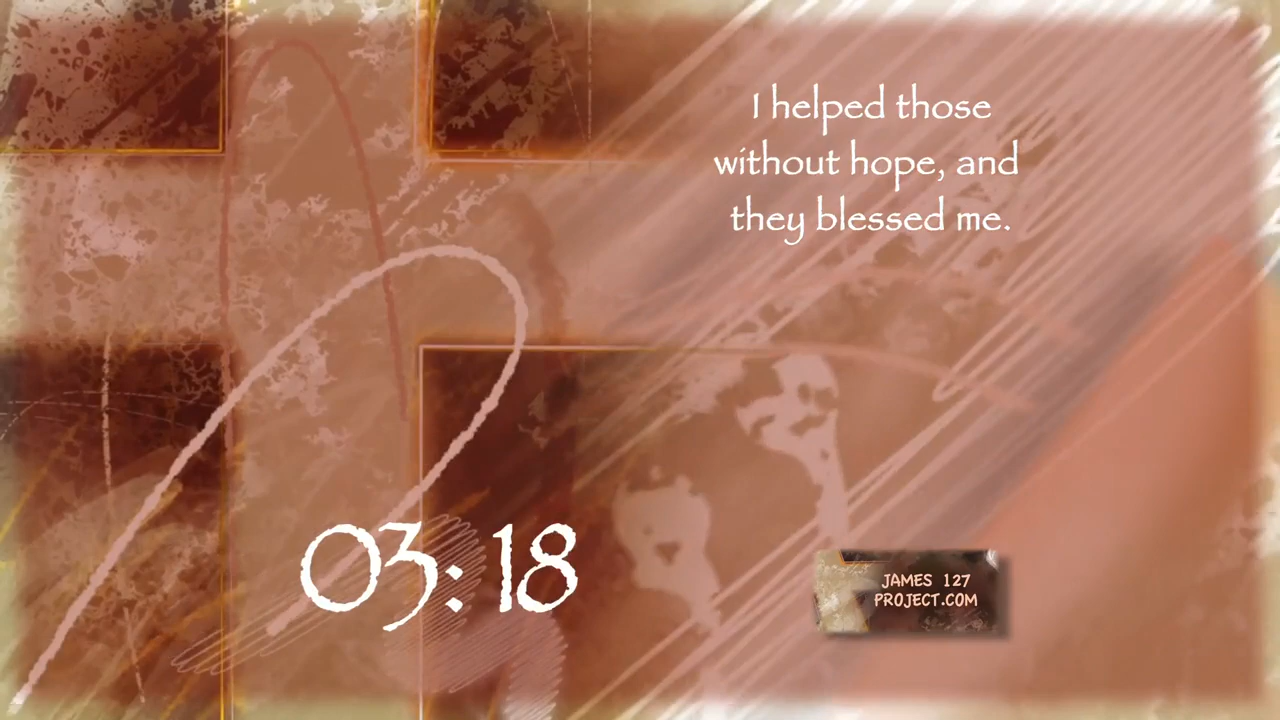 I helped those
without hope, and
they blessed me.
03:18
JAMES 127
PROJECT.COM